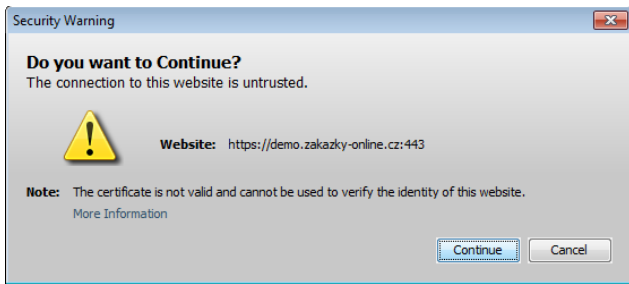 Security Warning
Do you want to Continue?
The connection to this website is untrusted.
Website: https://demo.zakazky-online.cz:443
Note: The certificate is not valid and cannot be used to verify the identity of this website.
More Information
Continue Cancel